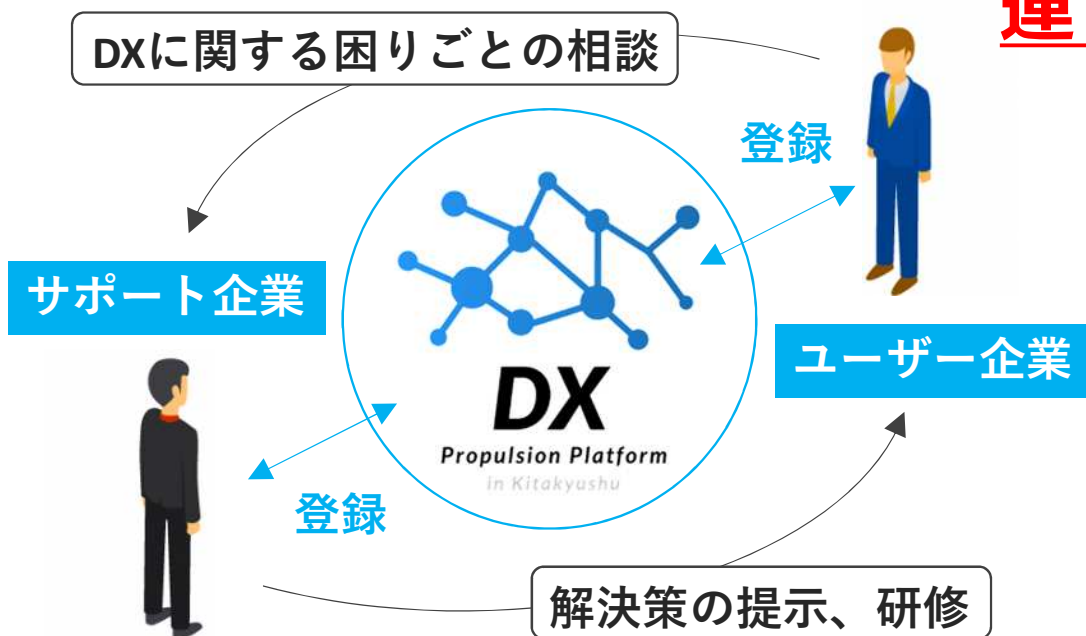 DXに関する困りごとの相談
登録
サポート企業
ユーザー企業
DX
Propulsion Platform
in Kitakyushu
登録
解決策の提示、研修